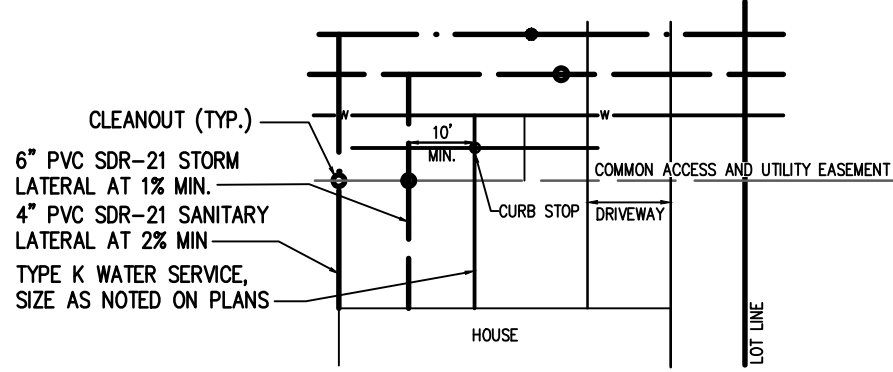 W
W
CLEANOUT (TYP.)
10'
MIN.
6" PVC SDR-21 STORM
LATERAL AT 1% MIN.
4" PVC SDR-21 SANITARY
LATERAL AT 2% MIN
TYPE K WATER SERVICE,
SIZE AS NOTED ON PLANS
COMMON ACCESS AND UTILITY EASEMENT
CURB STOP
DRIVEWAY
HOUSE
LOT LINE